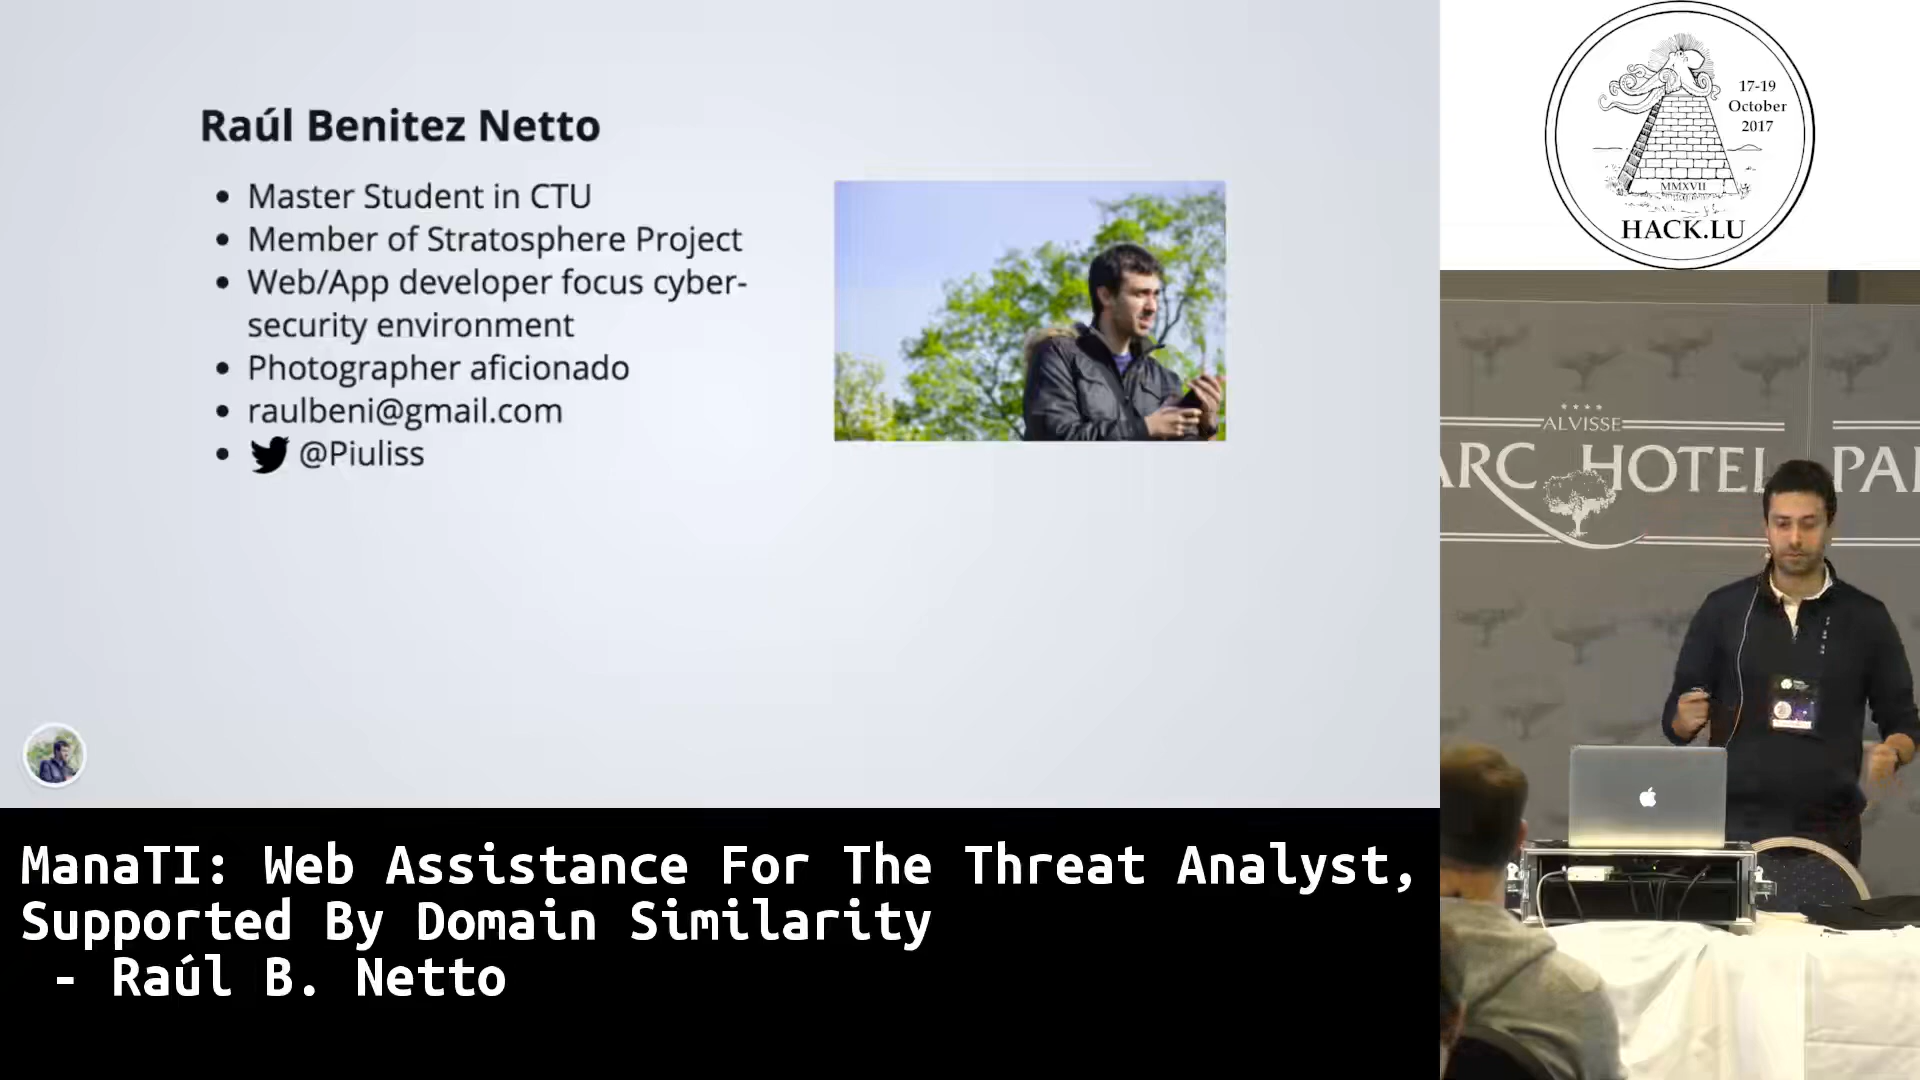 Raúl Benitez Netto
Master Student in CTU
Member of Stratosphere Project
Web/App developer focus cyber-
security environment
Photographer aficionado
raulbeni@gmail.com
@Piuliss
17-19
October
2017
MMXVII
HACK.LU
ALVISSE
ARC HOTEL PAR
ManaTI: Web Assistance For The Threat Analyst,
Supported By Domain Similarity
- Raúl B. Netto